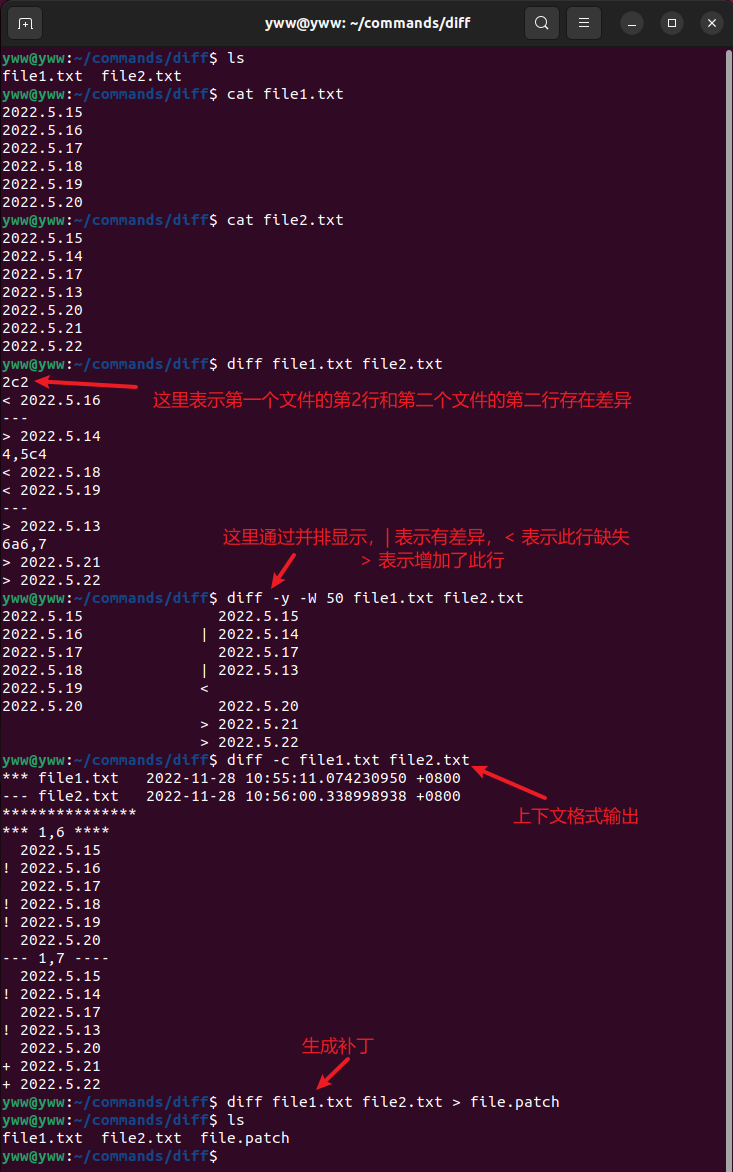 yww@yww: ~/commands/diff
yww@yww:~/commands/diff$ ls
file1.txt  file2.txt
yww@yww:~/commands/diff$ cat file1.txt
2022.5.15
2022.5.16
2022.5.17
2022.5.18
2022.5.19
2022.5.20
yww@yww:~/commands/diff$ cat file2.txt
2022.5.15
2022.5.14
2022.5.17
2022.5.13
2022.5.20
2022.5.21
2022.5.22
yww@yww:~/commands/diff$ diff file1.txt file2.txt
2c2
这里表示第一个文件的第2行和第二个文件的第二行存在差异
< 2022.5.16
---
> 2022.5.14
4,5c4
< 2022.5.18
< 2022.5.19
---
> 2022.5.13
6a6,7
> 2022.5.21
> 2022.5.22
这里通过并排显示，| 表示有差异，< 表示此行缺失
> 表示增加了此行
yww@yww:~/commands/diff$ diff -y -W 50 file1.txt file2.txt
2022.5.15               2022.5.15
2022.5.16             | 2022.5.14
2022.5.17               2022.5.17
2022.5.18             | 2022.5.13
2022.5.19             <
2022.5.20               2022.5.20
                      > 2022.5.21
                      > 2022.5.22
yww@yww:~/commands/diff$ diff -c file1.txt file2.txt
*** file1.txt   2022-11-28 10:55:11.074230950 +0800
--- file2.txt   2022-11-28 10:56:00.338998938 +0800
上下文格式输出
***************
*** 1,6 ****
  2022.5.15
! 2022.5.16
  2022.5.17
! 2022.5.18
! 2022.5.19
  2022.5.20
--- 1,7 ----
  2022.5.15
! 2022.5.14
  2022.5.17
! 2022.5.13
  2022.5.20
+ 2022.5.21
+ 2022.5.22
生成补丁
yww@yww:~/commands/diff$ diff file1.txt file2.txt > file.patch
yww@yww:~/commands/diff$ ls
file1.txt  file2.txt  file.patch
yww@yww:~/commands/diff$